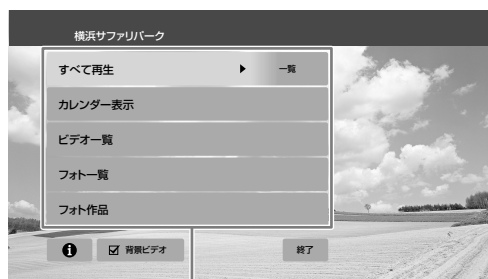 横浜サファリパーク
すべて再生 ▶ 一覧
カレンダー表示
ビデオ一覧
フォト一覧
フォト作品
背景ビデオ 終了